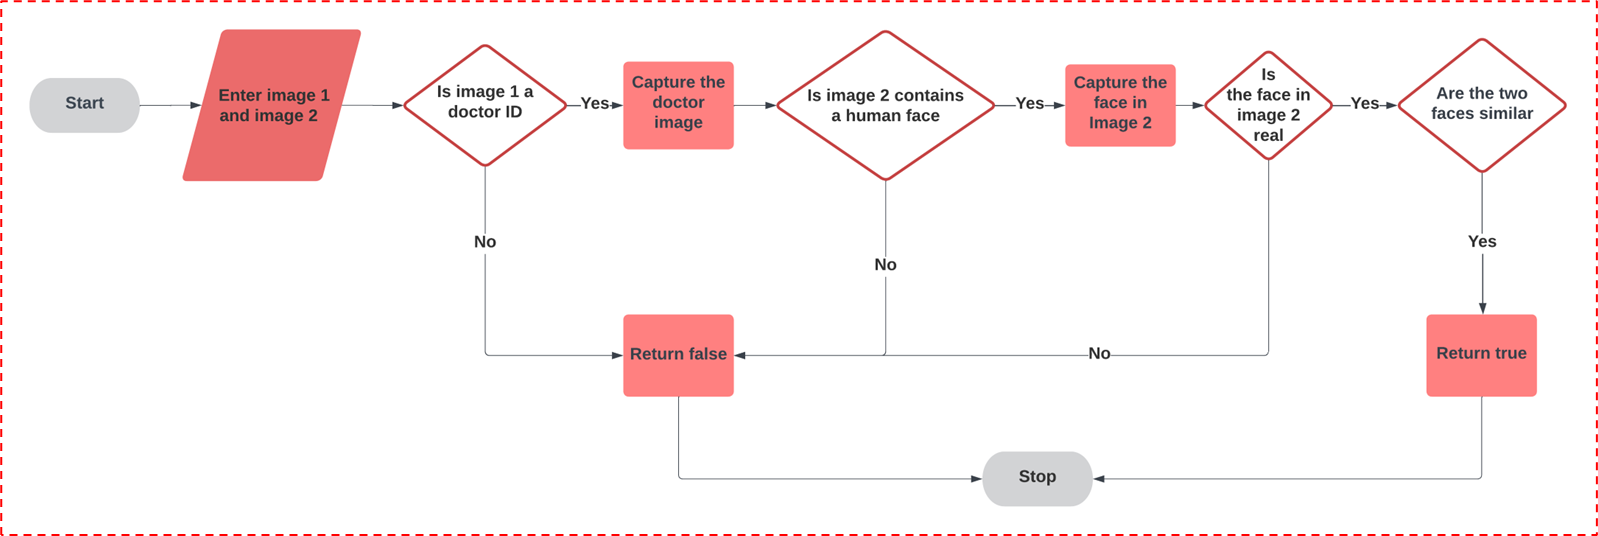 Start
Enter image 1
and image 2
Is image 1 a
doctor ID
Yes
Capture the
doctor
image
Is image 2 contains
a human face
Yes
Capture the
face in
Image 2
Is
the face in
image 2
real
Yes
Are the two
faces similar
No
No
Yes
Return false
No
Return true
Stop